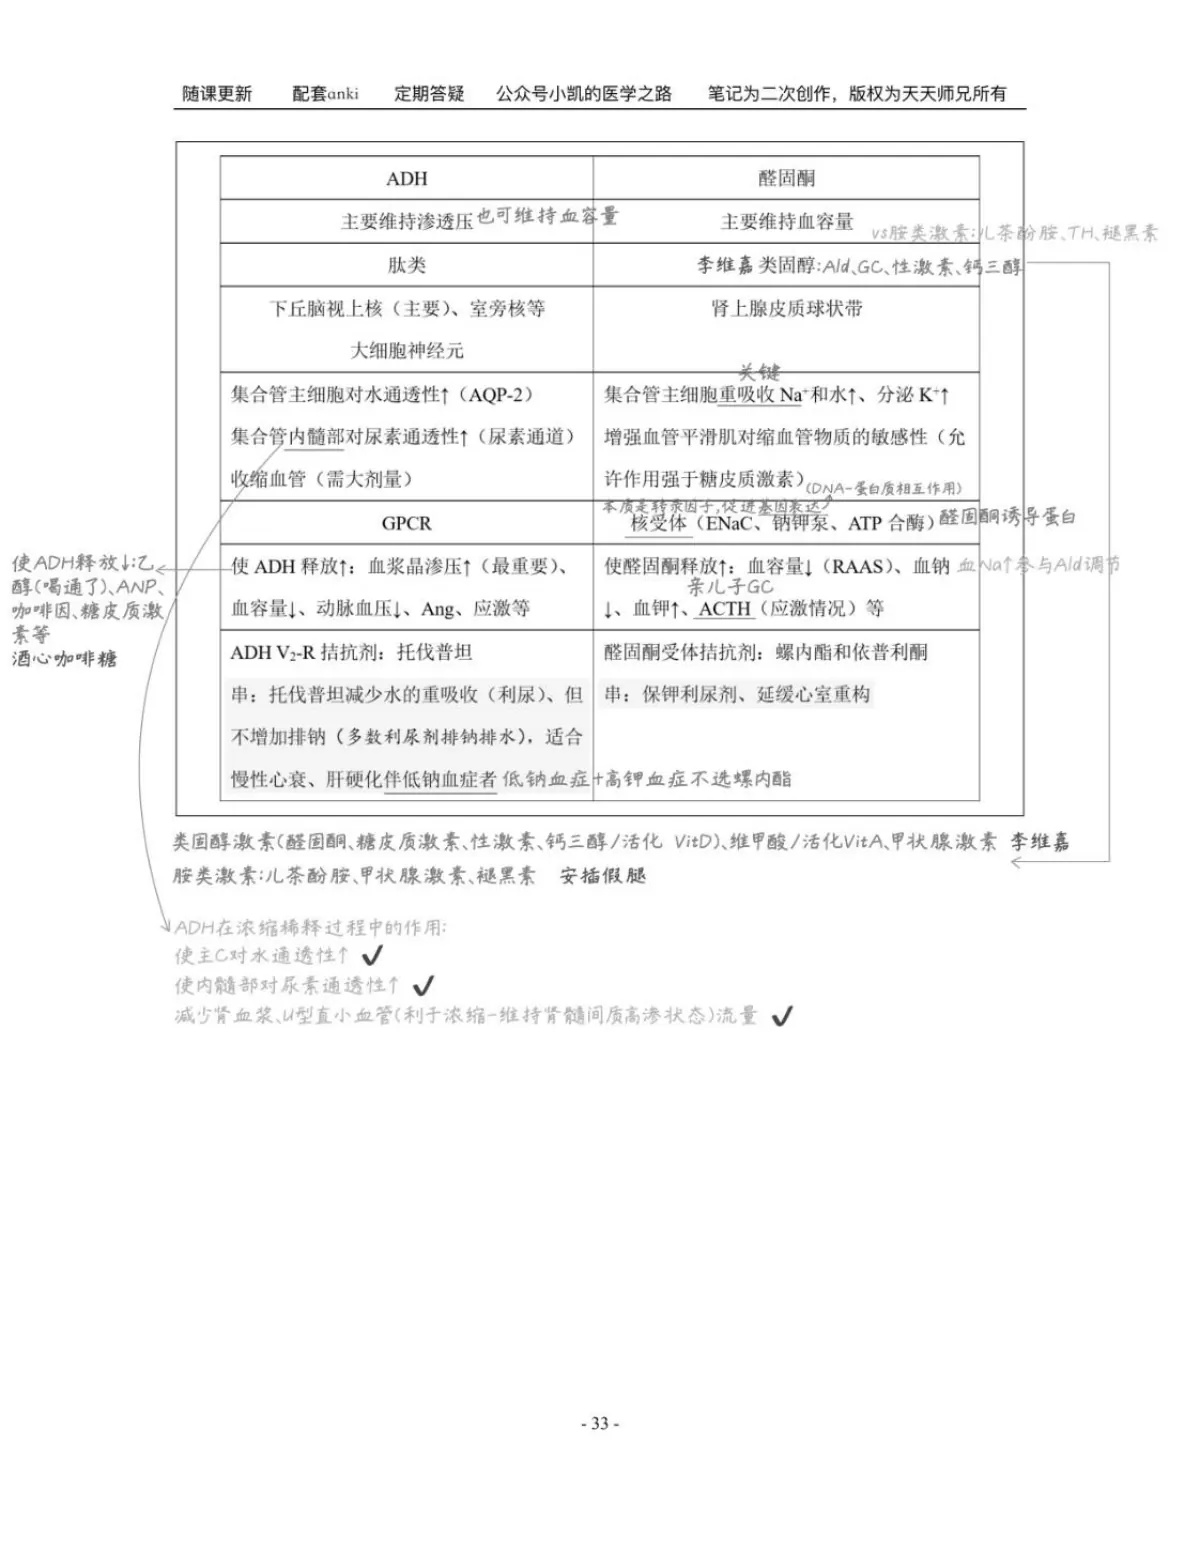 随课更新 配套anki 定期答疑 公众号小凯的医学之路 笔记为二次创作，版权为天天师兄所有
ADH 醛固酮
主要维持渗透压 也可维持血容量 主要维持血容量
vs胺类激素:儿茶酚胺、TH、褪黑素
肽类 李维嘉 类固醇:Ald、GC、性激素、钙三醇
下丘脑视上核（主要）、室旁核等 肾上腺皮质球状带
大细胞神经元
关键
集合管主细胞对水通透性↑（AQP-2） 集合管主细胞重吸收 Na⁺和水↑、分泌 K⁺↑
集合管内髓部对尿素通透性↑（尿素通道） 增强血管平滑肌对缩血管物质的敏感性（允
收缩血管（需大剂量） 许作用强于糖皮质激素）
(DNA-蛋白质相互作用)
本质是转录因子,促进基因表达
GPCR 核受体（ENaC、钠钾泵、ATP 合酶） 醛固酮诱导蛋白
使 ADH 释放↑：血浆晶渗压↑（最重要）、 使醛固酮释放↑：血容量↓（RAAS）、血钠 血Na↑参与Ald调节
亲儿子GC
血容量↓、动脉血压↓、Ang、应激等 ↓、血钾↑、ACTH（应激情况）等
使ADH释放↓:乙
醇(喝通了)、ANP、
咖啡因、糖皮质激
素等
酒心咖啡糖
ADH V₂-R 拮抗剂：托伐普坦 醛固酮受体拮抗剂：螺内酯和依普利酮
串：托伐普坦减少水的重吸收（利尿）、但 串：保钾利尿剂、延缓心室重构
不增加排钠（多数利尿剂排钠排水），适合
慢性心衰、肝硬化伴低钠血症者 低钠血症+高钾血症不选螺内酯
类固醇激素(醛固酮、糖皮质激素、性激素、钙三醇/活化 VitD)、维甲酸/活化VitA、甲状腺激素 李维嘉
胺类激素:儿茶酚胺、甲状腺激素、褪黑素 安插假腿
ADH在浓缩稀释过程中的作用:
使主C对水通透性↑ ✔
使内髓部对尿素通透性↑ ✔
减少肾血浆、U型直小血管(利于浓缩-维持肾髓间质高渗状态)流量 ✔
- 33 -